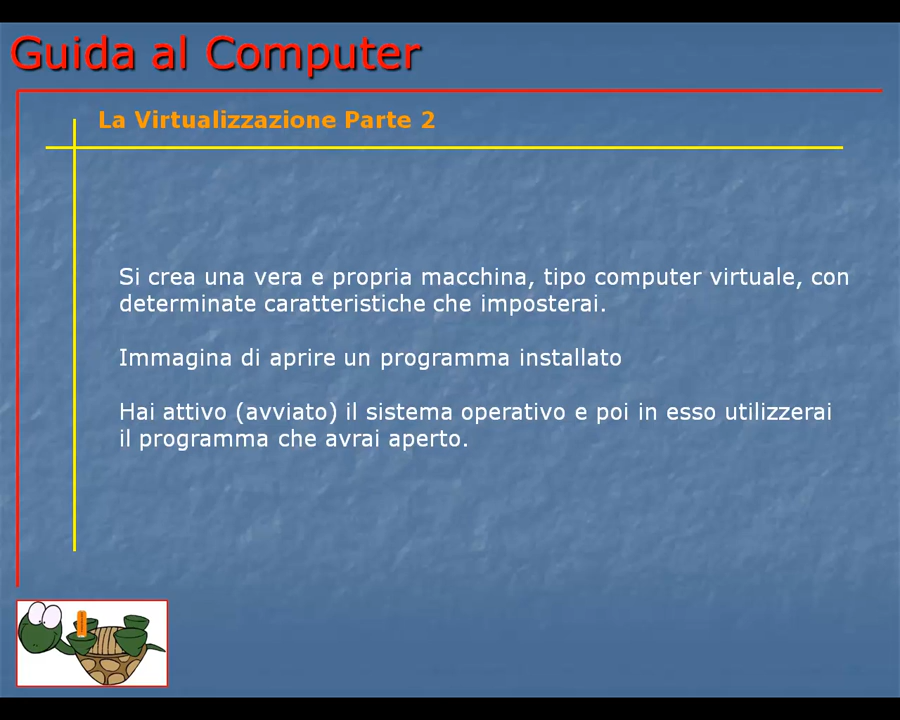 Guida al Computer
La Virtualizzazione Parte 2
Si crea una vera e propria macchina, tipo computer virtuale, con
determinate caratteristiche che imposterai.
Immagina di aprire un programma installato
Hai attivo (avviato) il sistema operativo e poi in esso utilizzerai
il programma che avrai aperto.